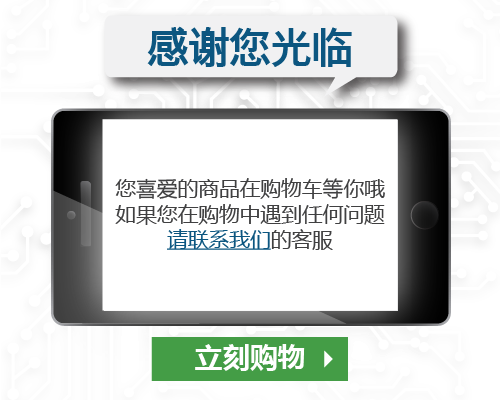 感谢您光临
您喜爱的商品在购物车等你哦
如果您在购物中遇到任何问题
请联系我们的客服
立刻购物